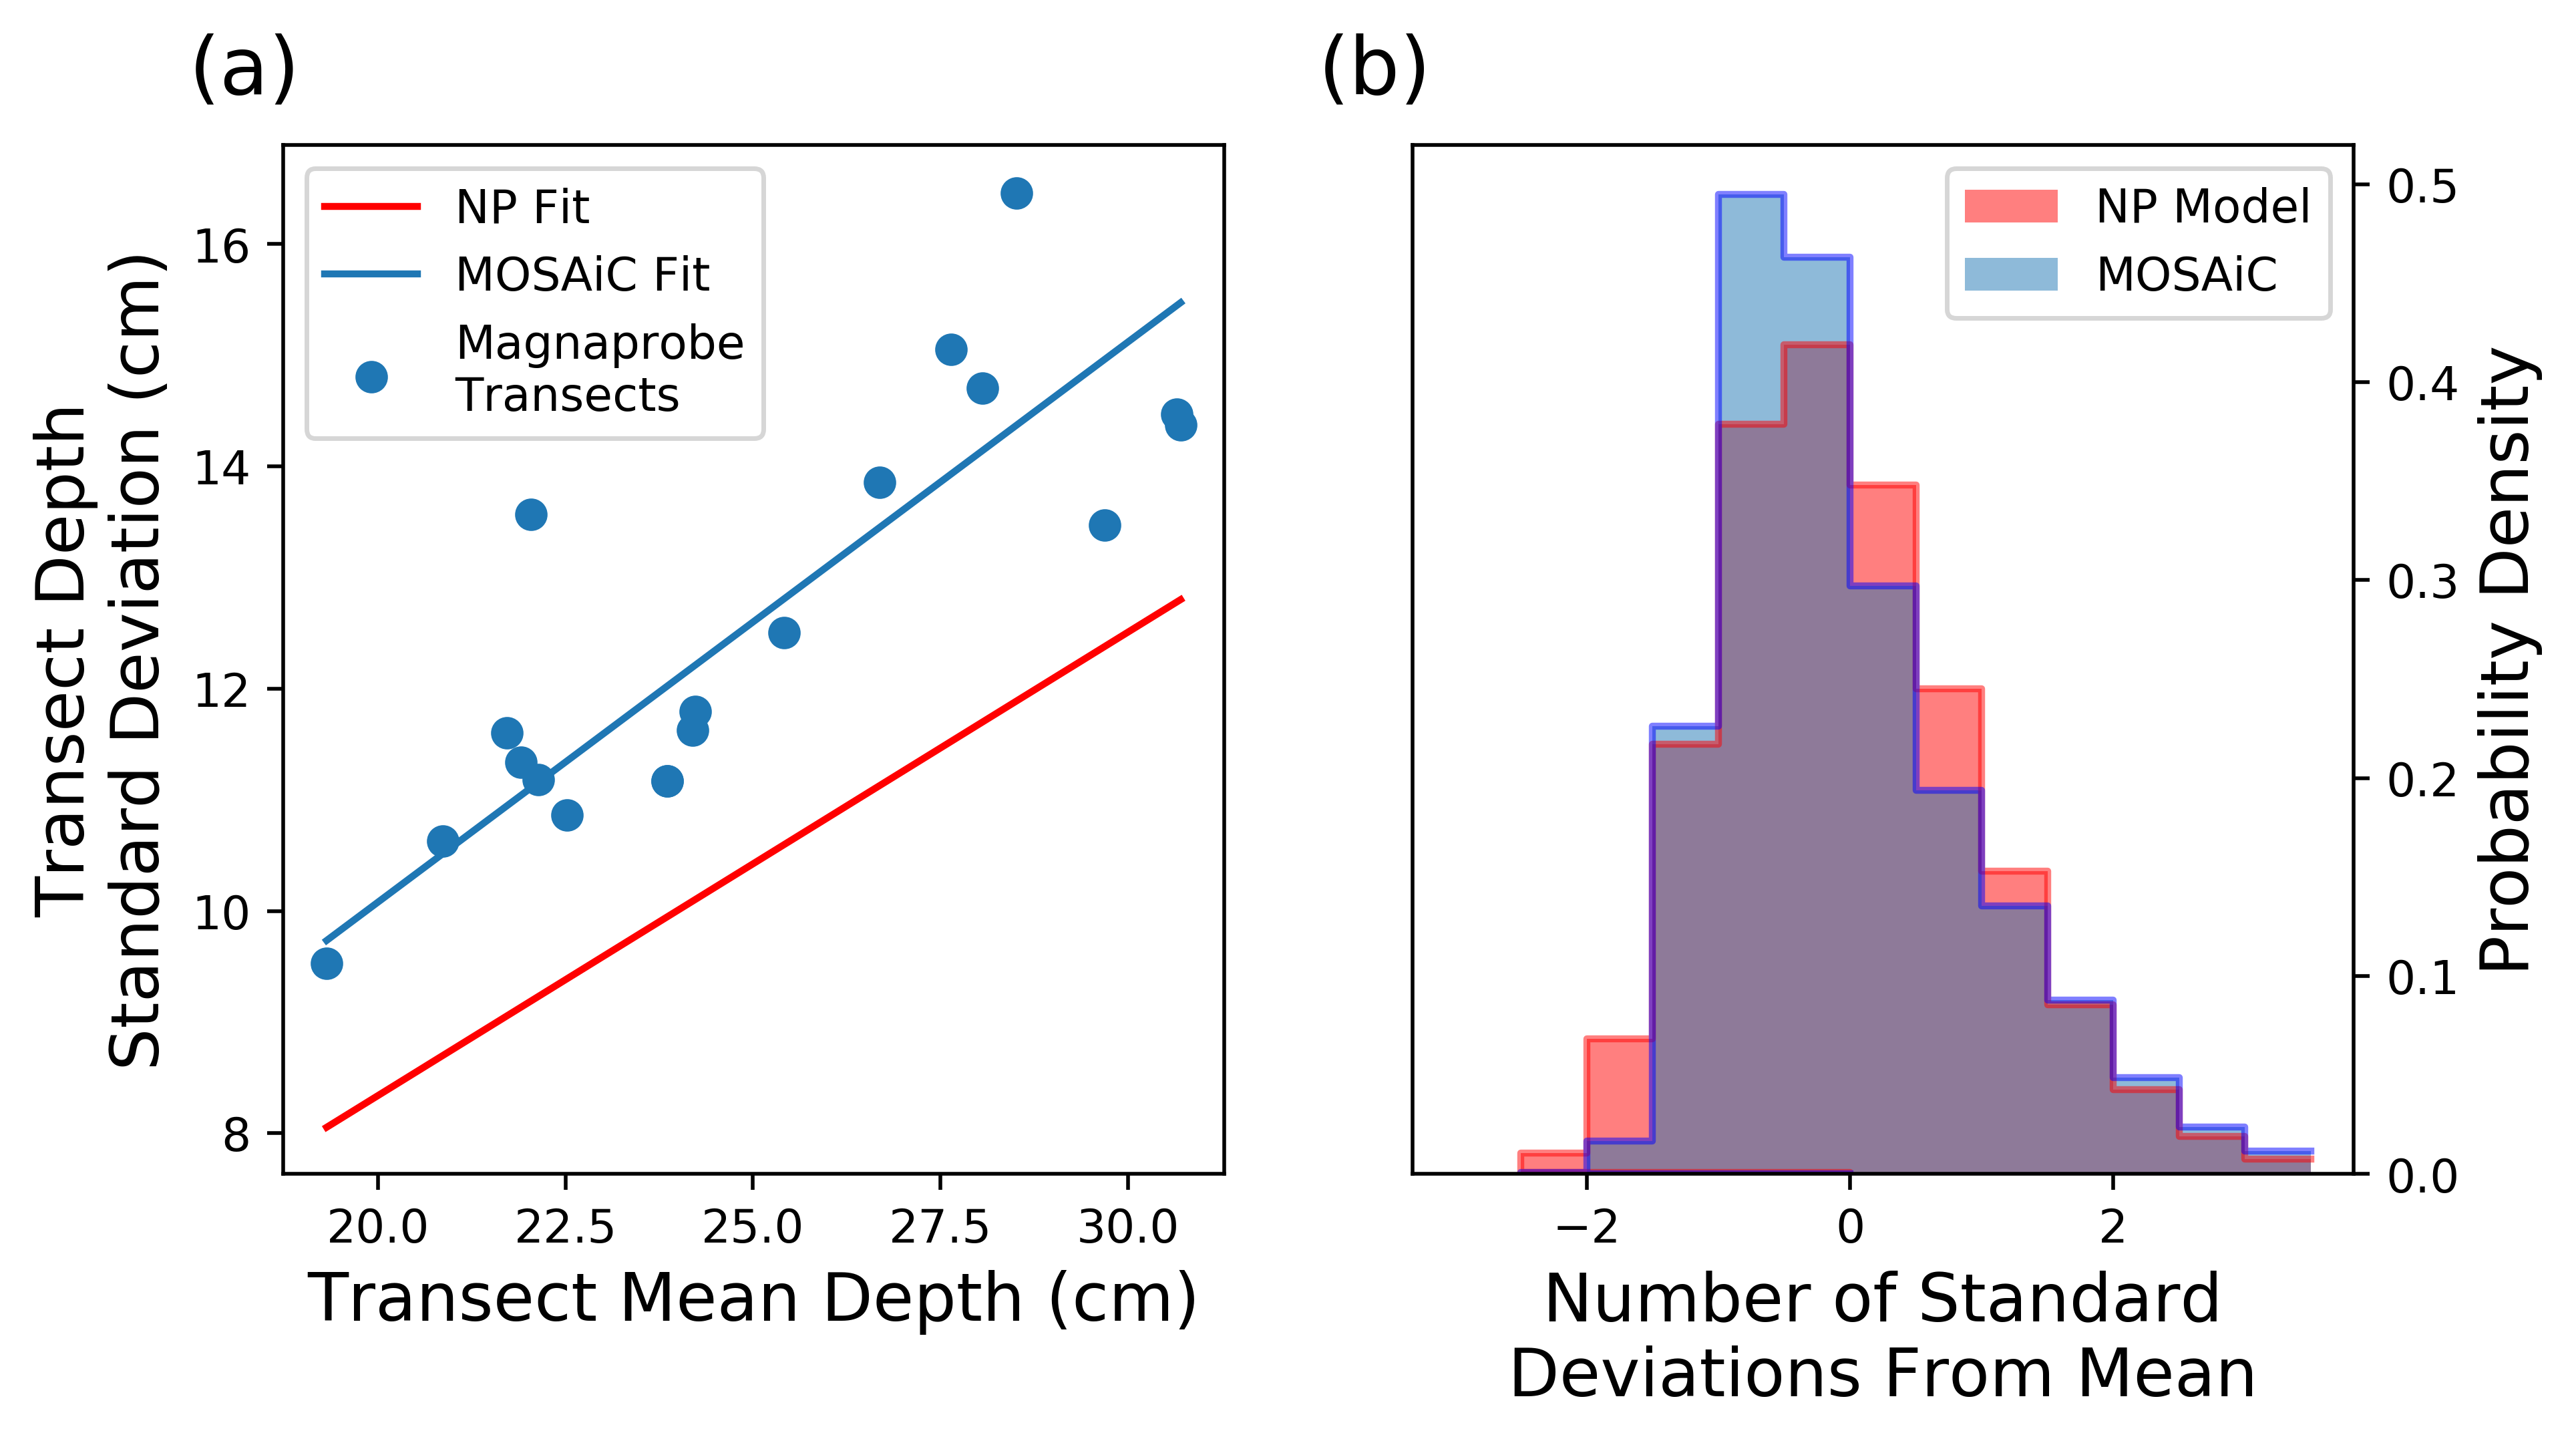 (a)
NP Fit
MOSAiC Fit
Magnaprobe
Transects
16
14
12
10
8
20.0 22.5 25.0 27.5 30.0
Transect Mean Depth (cm)
Transect Depth
Standard Deviation (cm)
(b)
NP Model
MOSAiC
0.5
0.4
0.3
0.2
0.1
0.0
−2 0 2
Number of Standard
Deviations From Mean
Probability Density